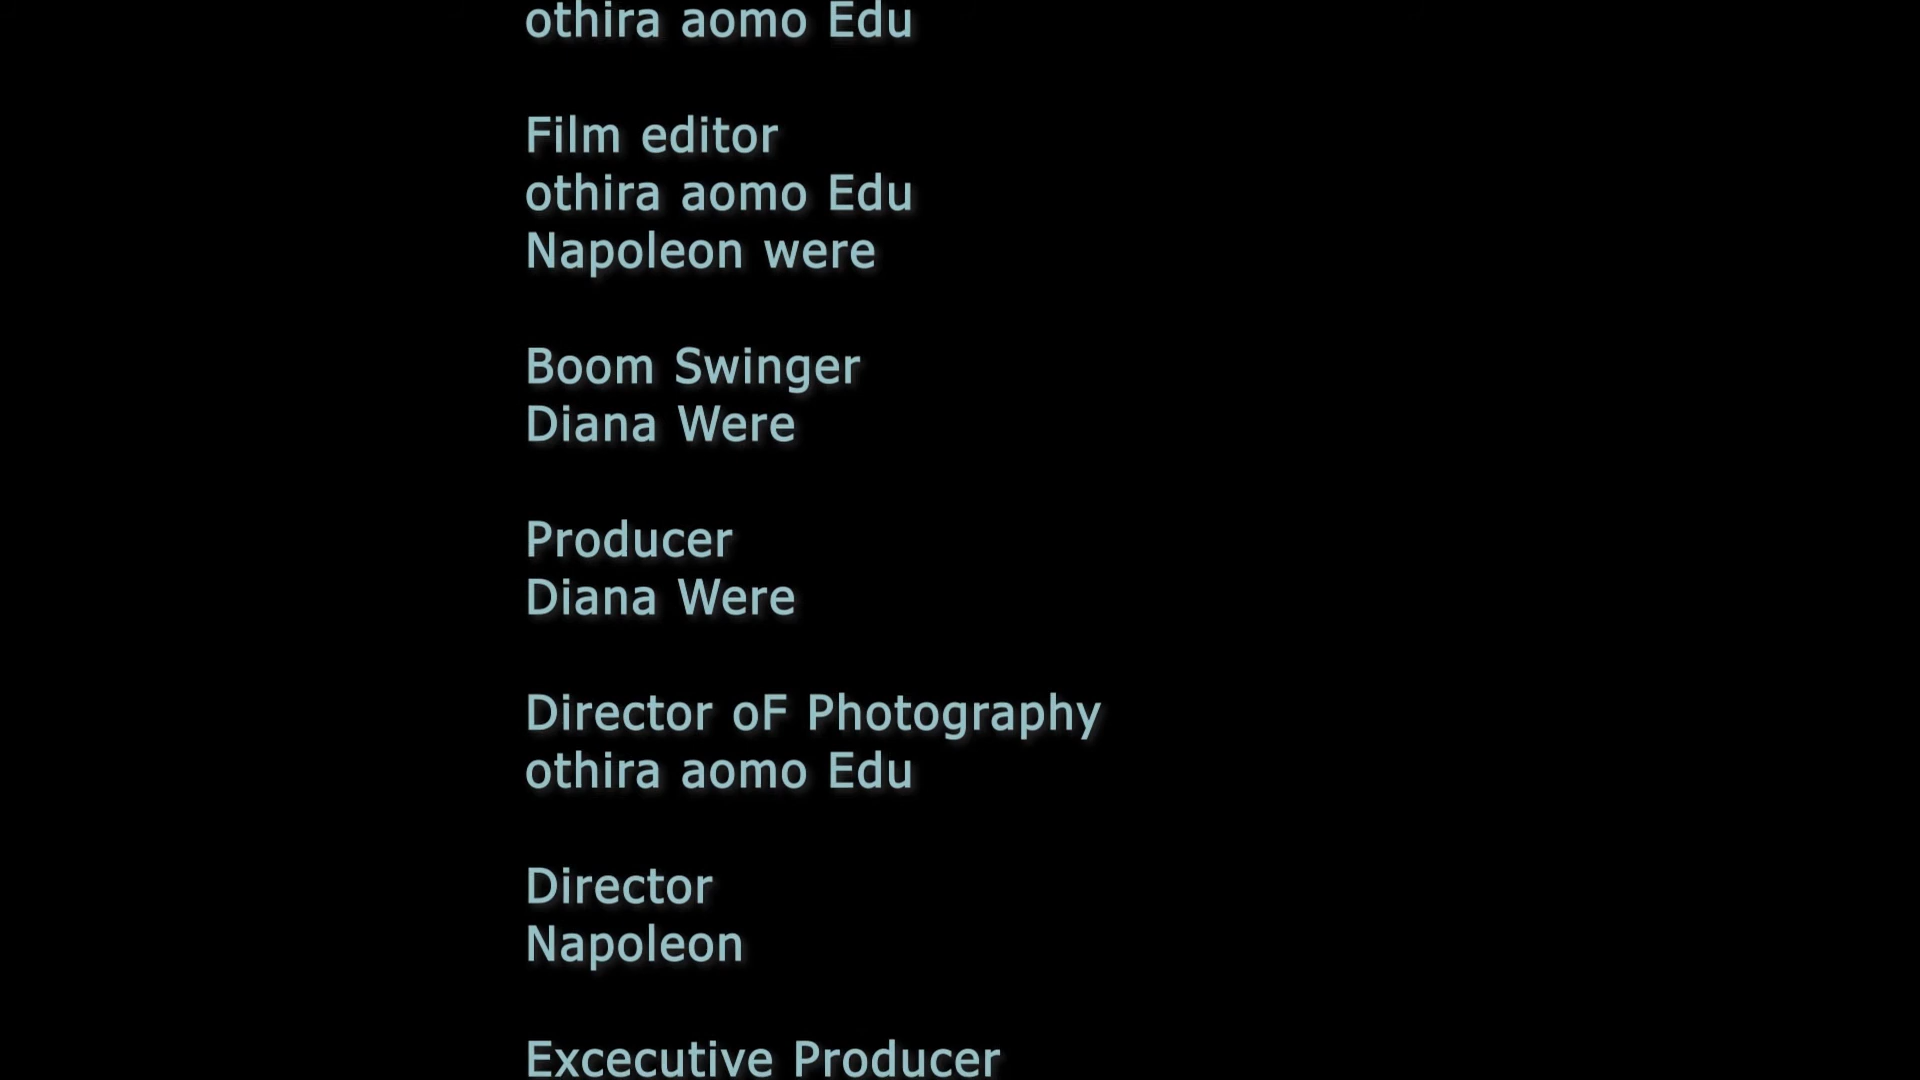 othira aomo Edu
Film editor
othira aomo Edu
Napoleon were
Boom Swinger
Diana Were
Producer
Diana Were
Director oF Photography
othira aomo Edu
Director
Napoleon
Excecutive Producer